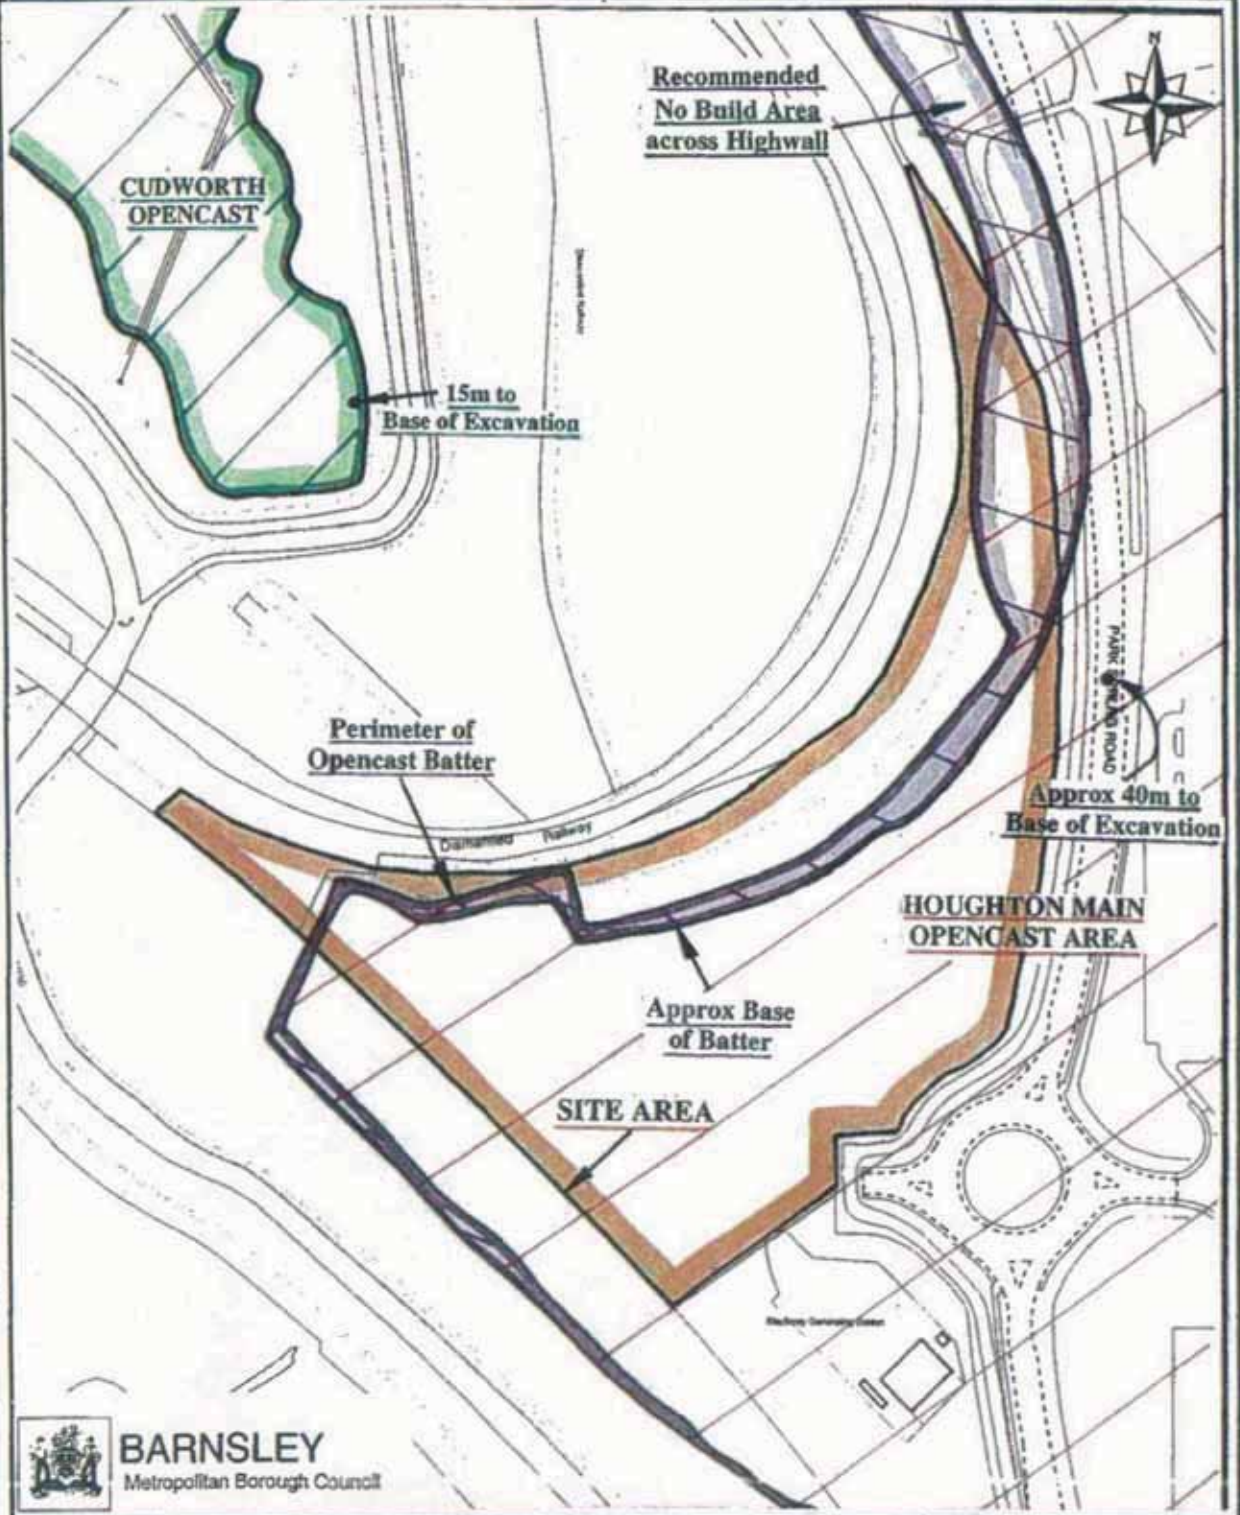 N
Recommended
No Build Area
across Highwall
CUDWORTH
OPENCAST
15m to
Base of Excavation
Perimeter of
Opencast Batter
Dismantled Railway
PARK ROAD
Approx 40m to
Base of Excavation
HOUGHTON MAIN
OPENCAST AREA
Approx Base
of Batter
SITE AREA
BARNSLEY
Metropolitan Borough Council